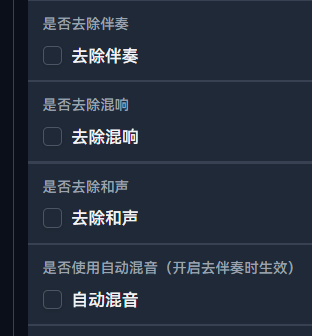 是否去除伴奏
去除伴奏
是否去除混响
去除混响
是否去除和声
去除和声
是否使用自动混音（开启去伴奏时生效）
自动混音